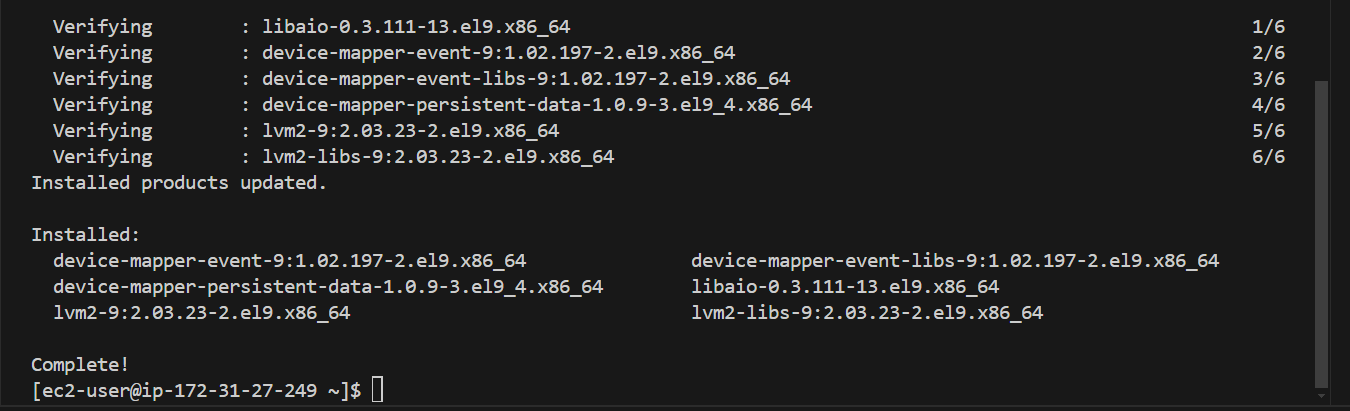 Verifying        : libaio-0.3.111-13.el9.x86_64        1/6
Verifying        : device-mapper-event-9:1.02.197-2.el9.x86_64        2/6
Verifying        : device-mapper-event-libs-9:1.02.197-2.el9.x86_64        3/6
Verifying        : device-mapper-persistent-data-1.0.9-3.el9_4.x86_64        4/6
Verifying        : lvm2-9:2.03.23-2.el9.x86_64        5/6
Verifying        : lvm2-libs-9:2.03.23-2.el9.x86_64        6/6
Installed products updated.
Installed:
device-mapper-event-9:1.02.197-2.el9.x86_64        device-mapper-event-libs-9:1.02.197-2.el9.x86_64
device-mapper-persistent-data-1.0.9-3.el9_4.x86_64        libaio-0.3.111-13.el9.x86_64
lvm2-9:2.03.23-2.el9.x86_64        lvm2-libs-9:2.03.23-2.el9.x86_64
Complete!
[ec2-user@ip-172-31-27-249 ~]$